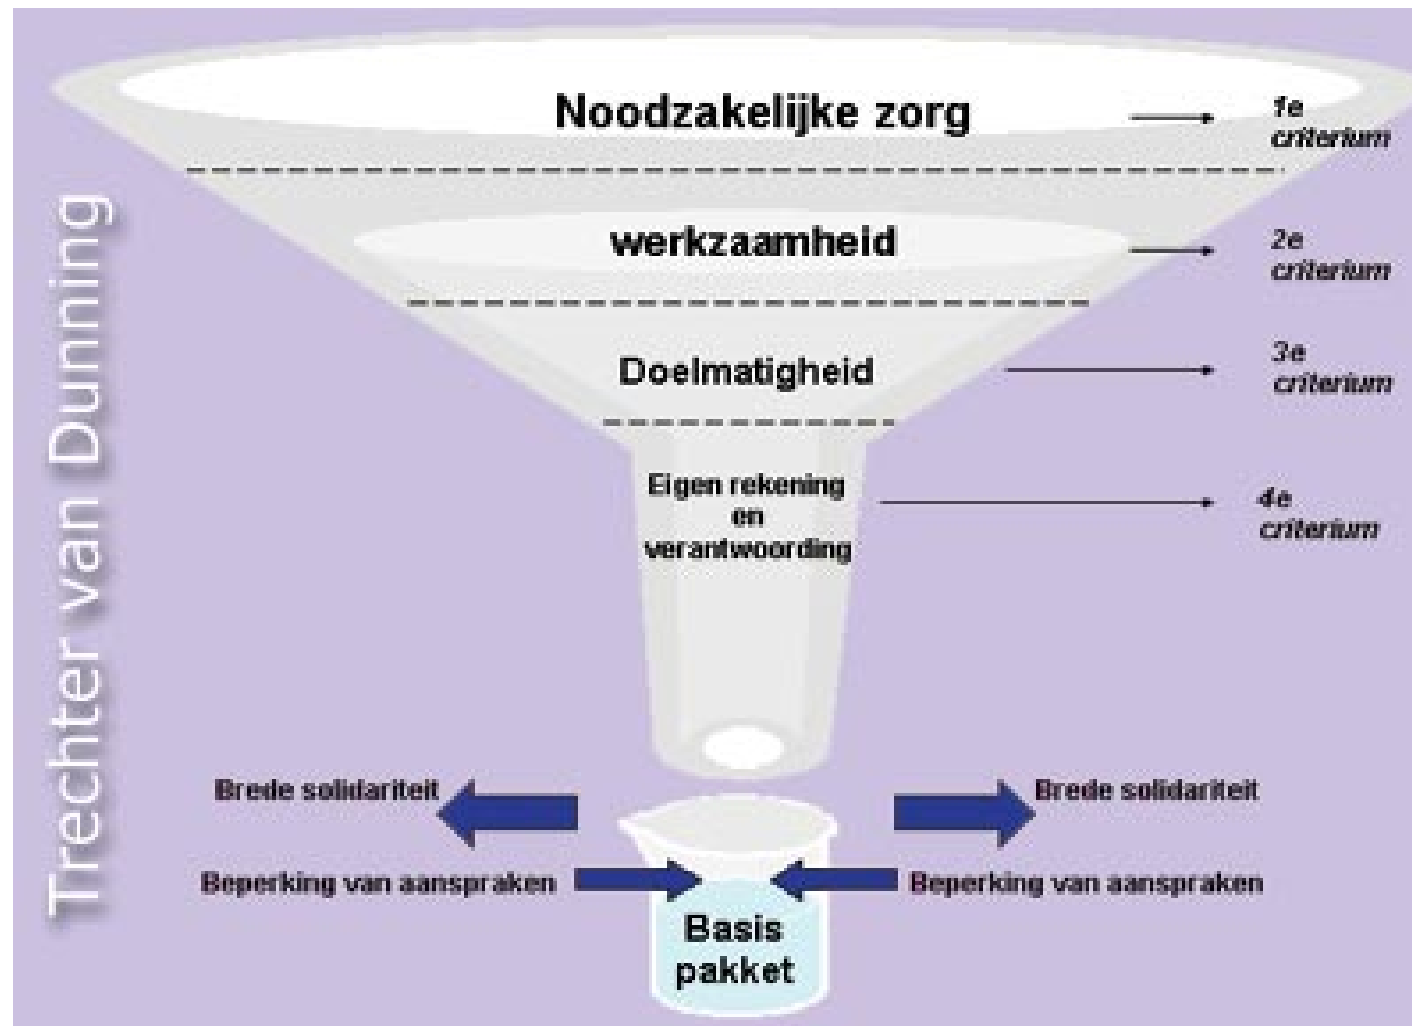 Trechter van Dunning
Noodzakelijke zorg
1e
criterium
werkzaamheid
2e
criterium
Doelmatigheid
3e
criterium
Eigen rekening
en
verantwoording
4e
criterium
Brede solidariteit
Brede solidariteit
Beperking van aanspraken
Beperking van aanspraken
Basis
pakket